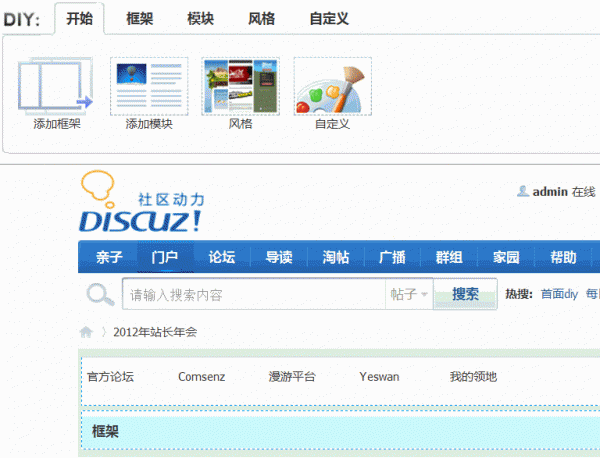 DIY: 开始 框架 模块 风格 自定义
添加框架 添加模块 风格 自定义
社区动力
DISCUZ!
admin 在线
亲子 门户 论坛 导读 淘帖 广播 群组 家园 帮助
请输入搜索内容 帖子 搜索 热搜: 首面diy 每
2012年站长年会
官方论坛 Comsenz 漫游平台 Yeswan 我的领地
框架